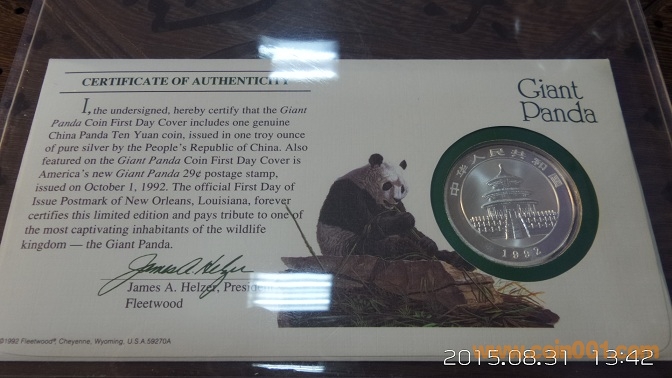 CERTIFICATE OF AUTHENTICITY
I, the undersigned, hereby certify that the Giant
Panda Coin First Day Cover includes one genuine
China Panda Ten Yuan coin, issued in one troy ounce
of pure silver by the People's Republic of China. Also
featured on the Giant Panda Coin First Day Cover is
America's new Giant Panda 29¢ postage stamp,
issued on October 1, 1992. The official First Day of
Issue Postmark of New Orleans, Louisiana, forever
certifies this limited edition and pays tribute to one of
the most captivating inhabitants of the wildlife
kingdom — the Giant Panda.
James A. Helzer
James A. Helzer, President
Fleetwood
©1992 Fleetwood®, Cheyenne, Wyoming, U.S.A. 59270A
Giant
Panda
中华人民共和国
1992
www.coin001.com
2015.08.31 13:42